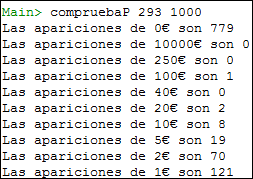 Main> compruebaP 293 1000
Las apariciones de 0€ son 779
Las apariciones de 10000€ son 0
Las apariciones de 250€ son 0
Las apariciones de 100€ son 1
Las apariciones de 40€ son 0
Las apariciones de 20€ son 2
Las apariciones de 10€ son 8
Las apariciones de 5€ son 19
Las apariciones de 2€ son 70
Las apariciones de 1€ son 121